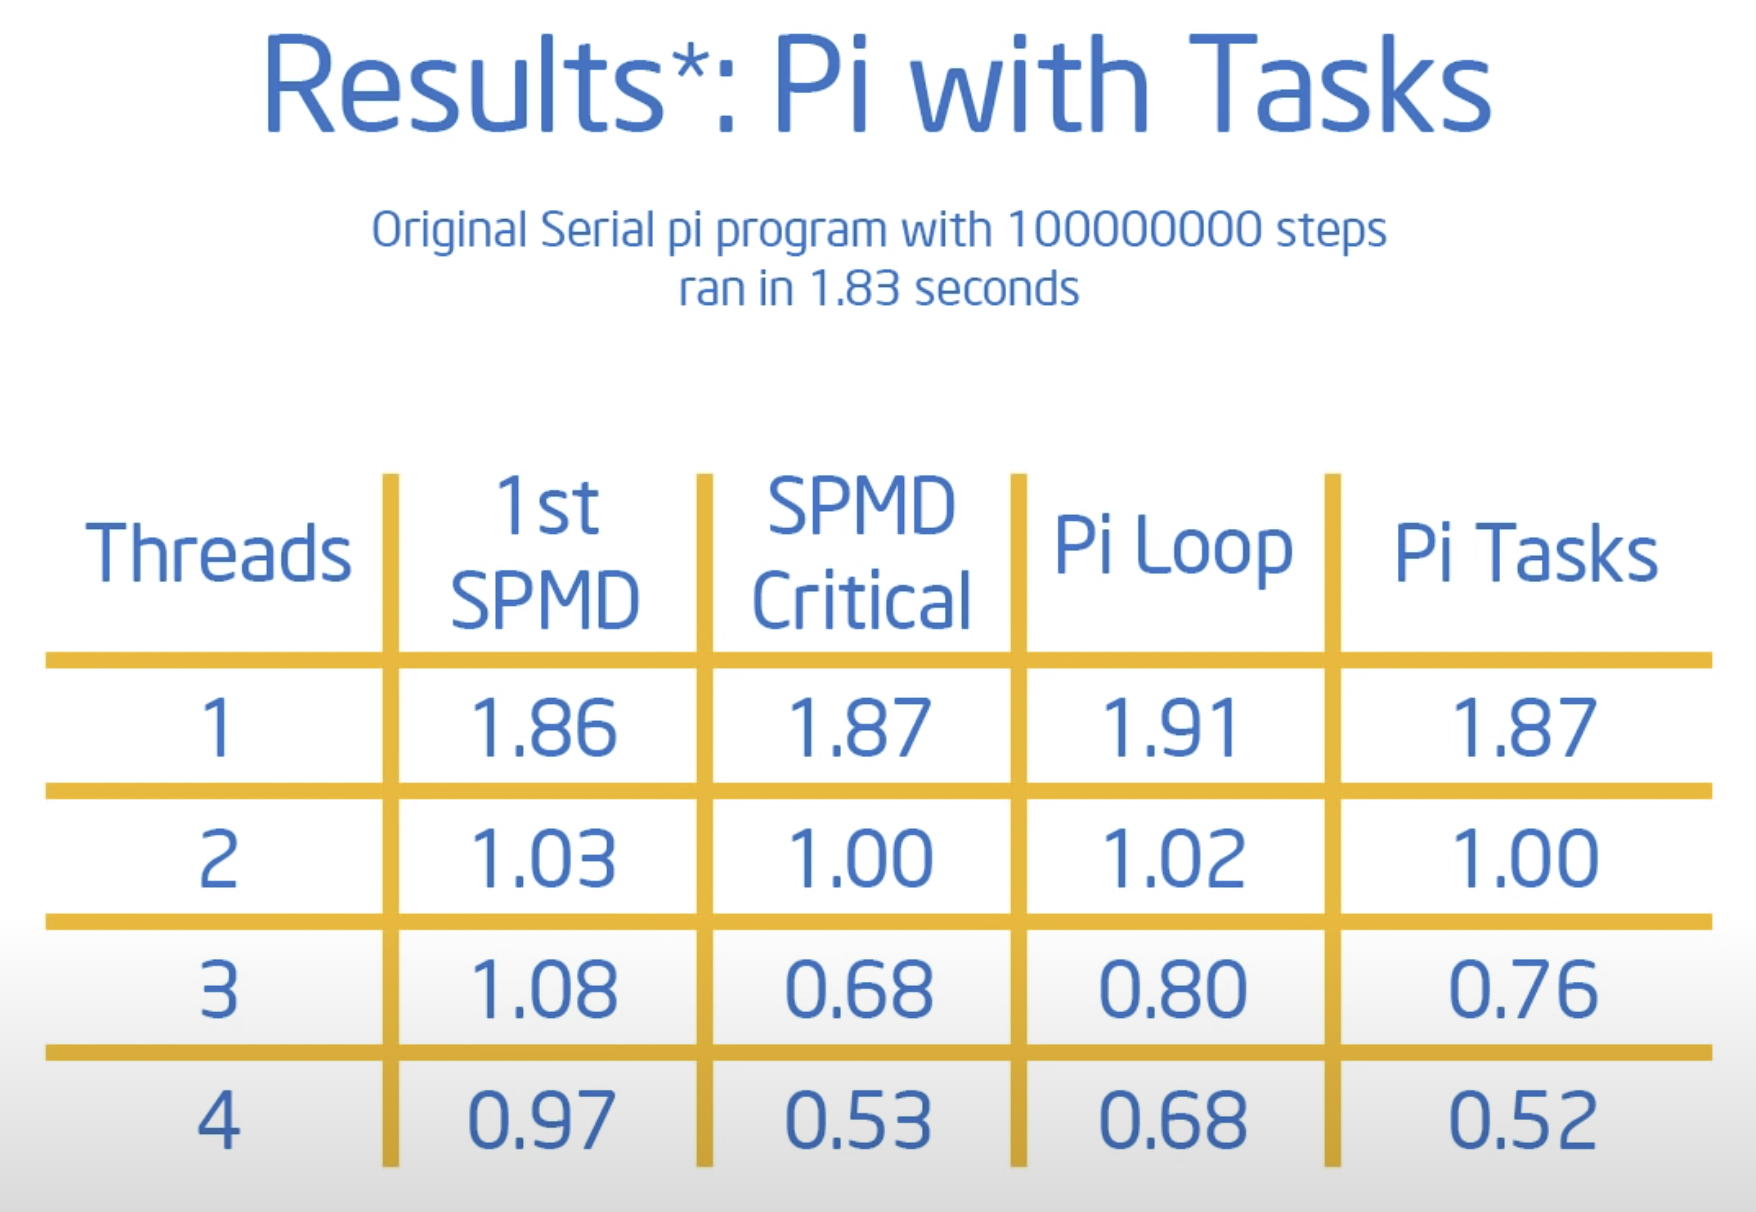 Results*: Pi with Tasks
Original Serial pi program with 100000000 steps
ran in 1.83 seconds
Threads 1st SPMD SPMD Critical Pi Loop Pi Tasks
1 1.86 1.87 1.91 1.87
2 1.03 1.00 1.02 1.00
3 1.08 0.68 0.80 0.76
4 0.97 0.53 0.68 0.52